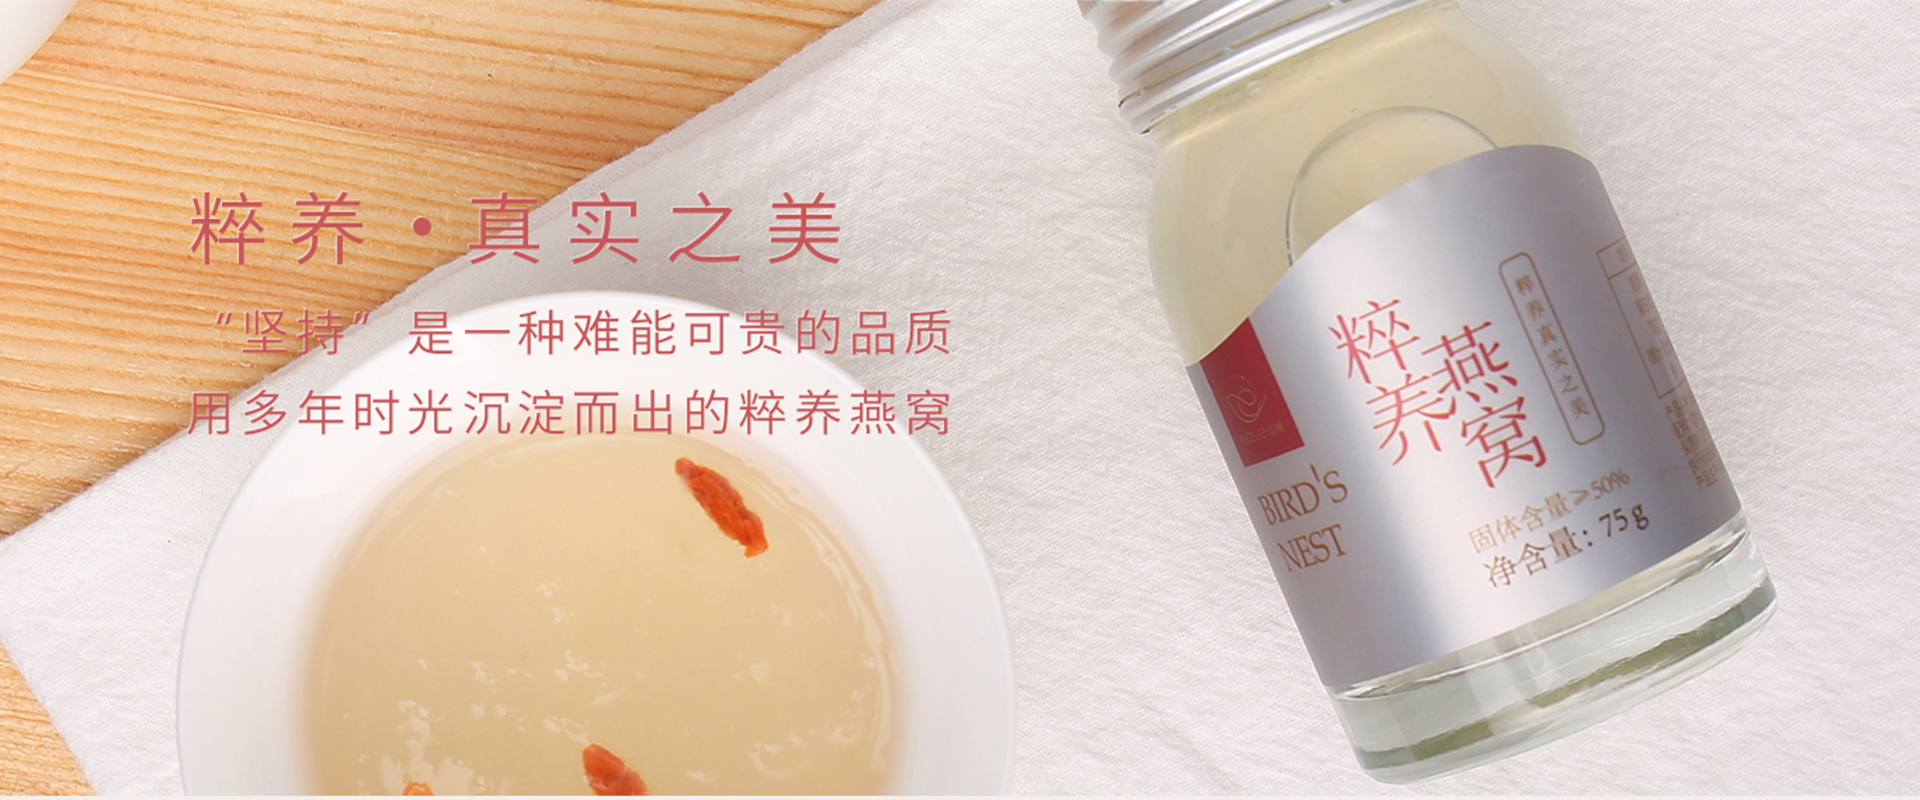 粹养·真实之美
“坚持”是一种难能可贵的品质
用多年时光沉淀而出的粹养燕窝
粹养
燕窝
粹养真实之美
BIRD'S
NEST
固体含量≥50%
净含量：75g